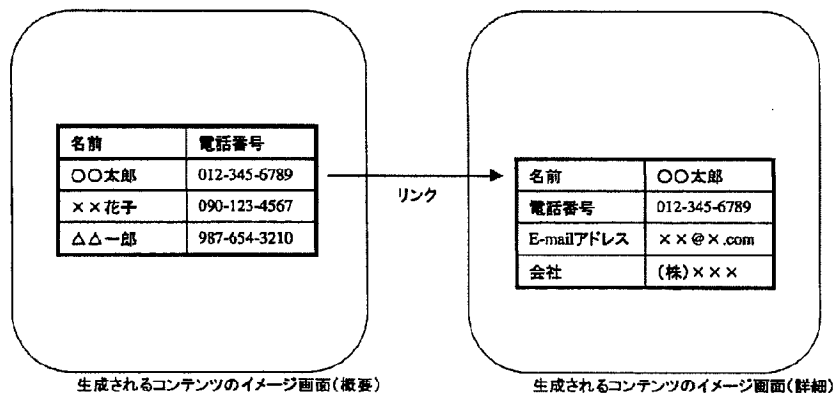 名前 電話番号
○○太郎 012-345-6789
××花子 090-123-4567
△△一郎 987-654-3210
リンク
名前 ○○太郎
電話番号 012-345-6789
E-mailアドレス ××@×.com
会社 (株)×××
生成されるコンテンツのイメージ画面(概要)
生成されるコンテンツのイメージ画面(詳細)